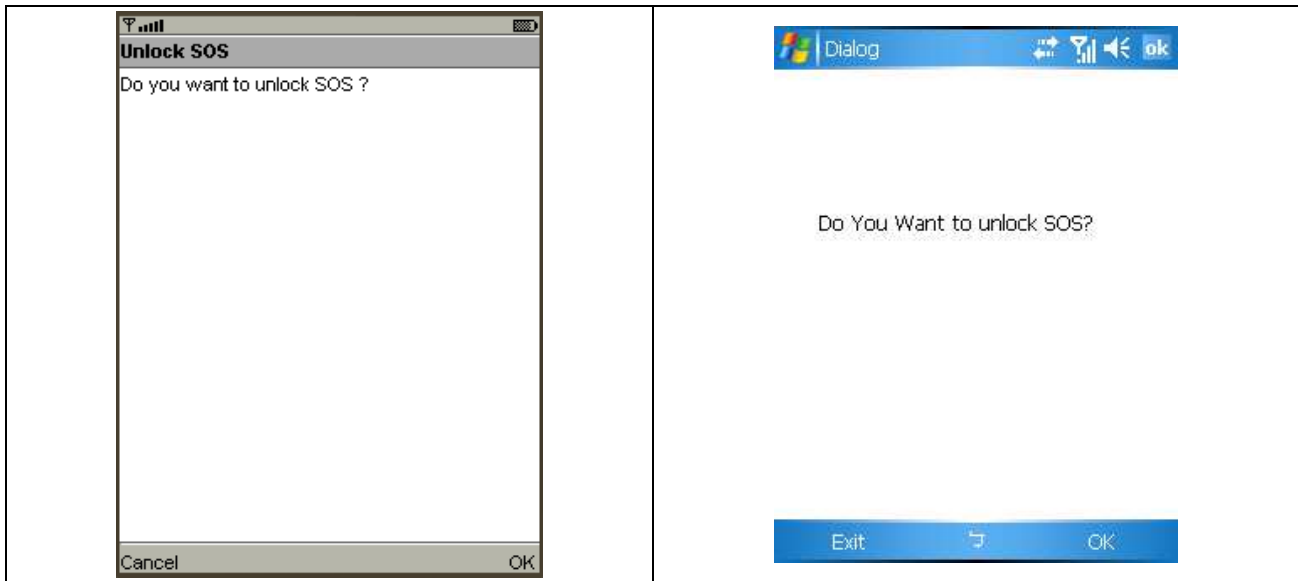 Unlock SOS
Do you want to unlock SOS ?
Cancel OK
Dialog ok
Do You Want to unlock SOS?
Exit OK